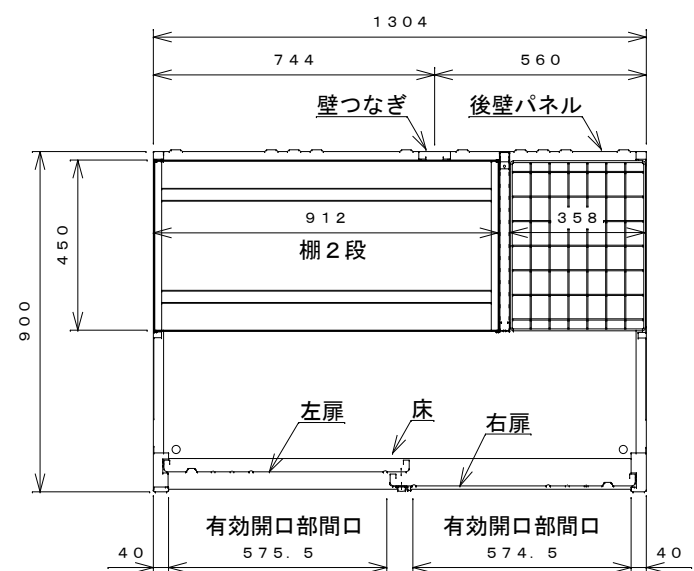 1304
744 560
壁つなぎ 後壁パネル
912 358
棚2段
450
900
左扉 床 右扉
有効開口部間口 有効開口部間口
40 575.5 574.5 40